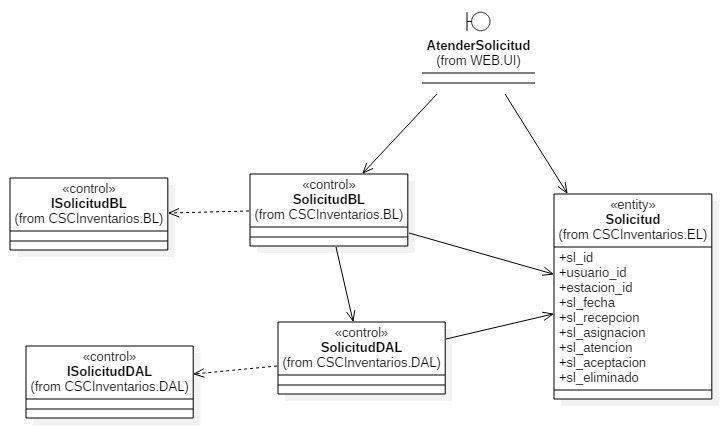 AtenderSolicitud
(from WEB.UI)
«control»
ISolicitudBL
(from CSCInventarios.BL)
«control»
SolicitudBL
(from CSCInventarios.BL)
«entity»
Solicitud
(from CSCInventarios.EL)
+sl_id
+usuario_id
+estacion_id
+sl_fecha
+sl_recepcion
+sl_asignacion
+sl_atencion
+sl_aceptacion
+sl_eliminado
«control»
SolicitudDAL
(from CSCInventarios.DAL)
«control»
ISolicitudDAL
(from CSCInventarios.DAL)